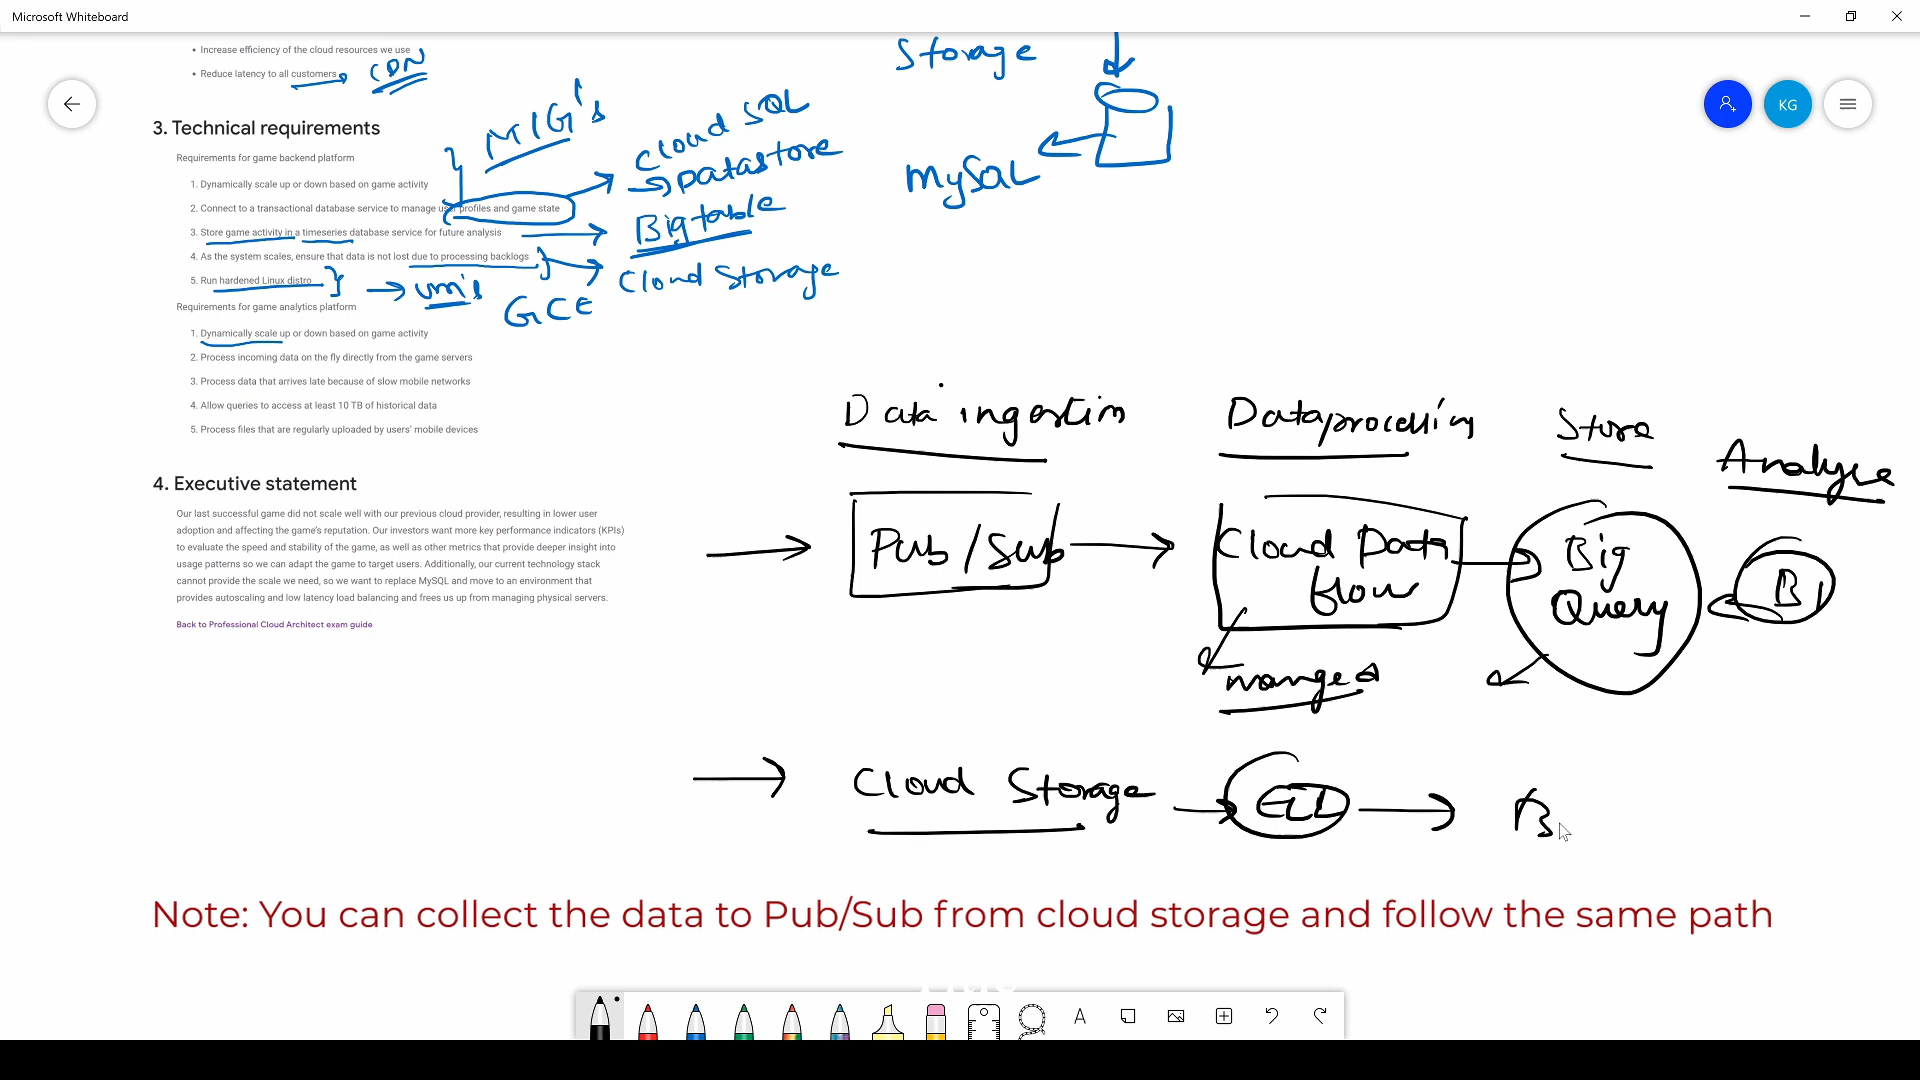 Microsoft Whiteboard
• Increase efficiency of the cloud resources we use
• Reduce latency to all customers
CDN
Storage
MySQL
KG
3. Technical requirements
Requirements for game backend platform
1. Dynamically scale up or down based on game activity
2. Connect to a transactional database service to manage user profiles and game state
3. Store game activity in a timeseries database service for future analysis
4. As the system scales, ensure that data is not lost due to processing backlogs
5. Run hardened Linux distro
MIG's
Cloud SQL
Datastore
Bigtable
Cloud Storage
vm's
GCE
Requirements for game analytics platform
1. Dynamically scale up or down based on game activity
2. Process incoming data on the fly directly from the game servers
3. Process data that arrives late because of slow mobile networks
4. Allow queries to access at least 10 TB of historical data
5. Process files that are regularly uploaded by users' mobile devices
4. Executive statement
Our last successful game did not scale well with our previous cloud provider, resulting in lower user
adoption and affecting the game's reputation. Our investors want more key performance indicators (KPIs)
to evaluate the speed and stability of the game, as well as other metrics that provide deeper insight into
usage patterns so we can adapt the game to target users. Additionally, our current technology stack
cannot provide the scale we need, so we want to replace MySQL and move to an environment that
provides autoscaling and low latency load balancing and frees us up from managing physical servers.
Back to Professional Cloud Architect exam guide
Data ingestion
Dataprocessing
Store
Analyse
Pub/Sub
Cloud Data
flow
Big
Query
BI
Cloud Storage
B
Note: You can collect the data to Pub/Sub from cloud storage and follow the same path
A